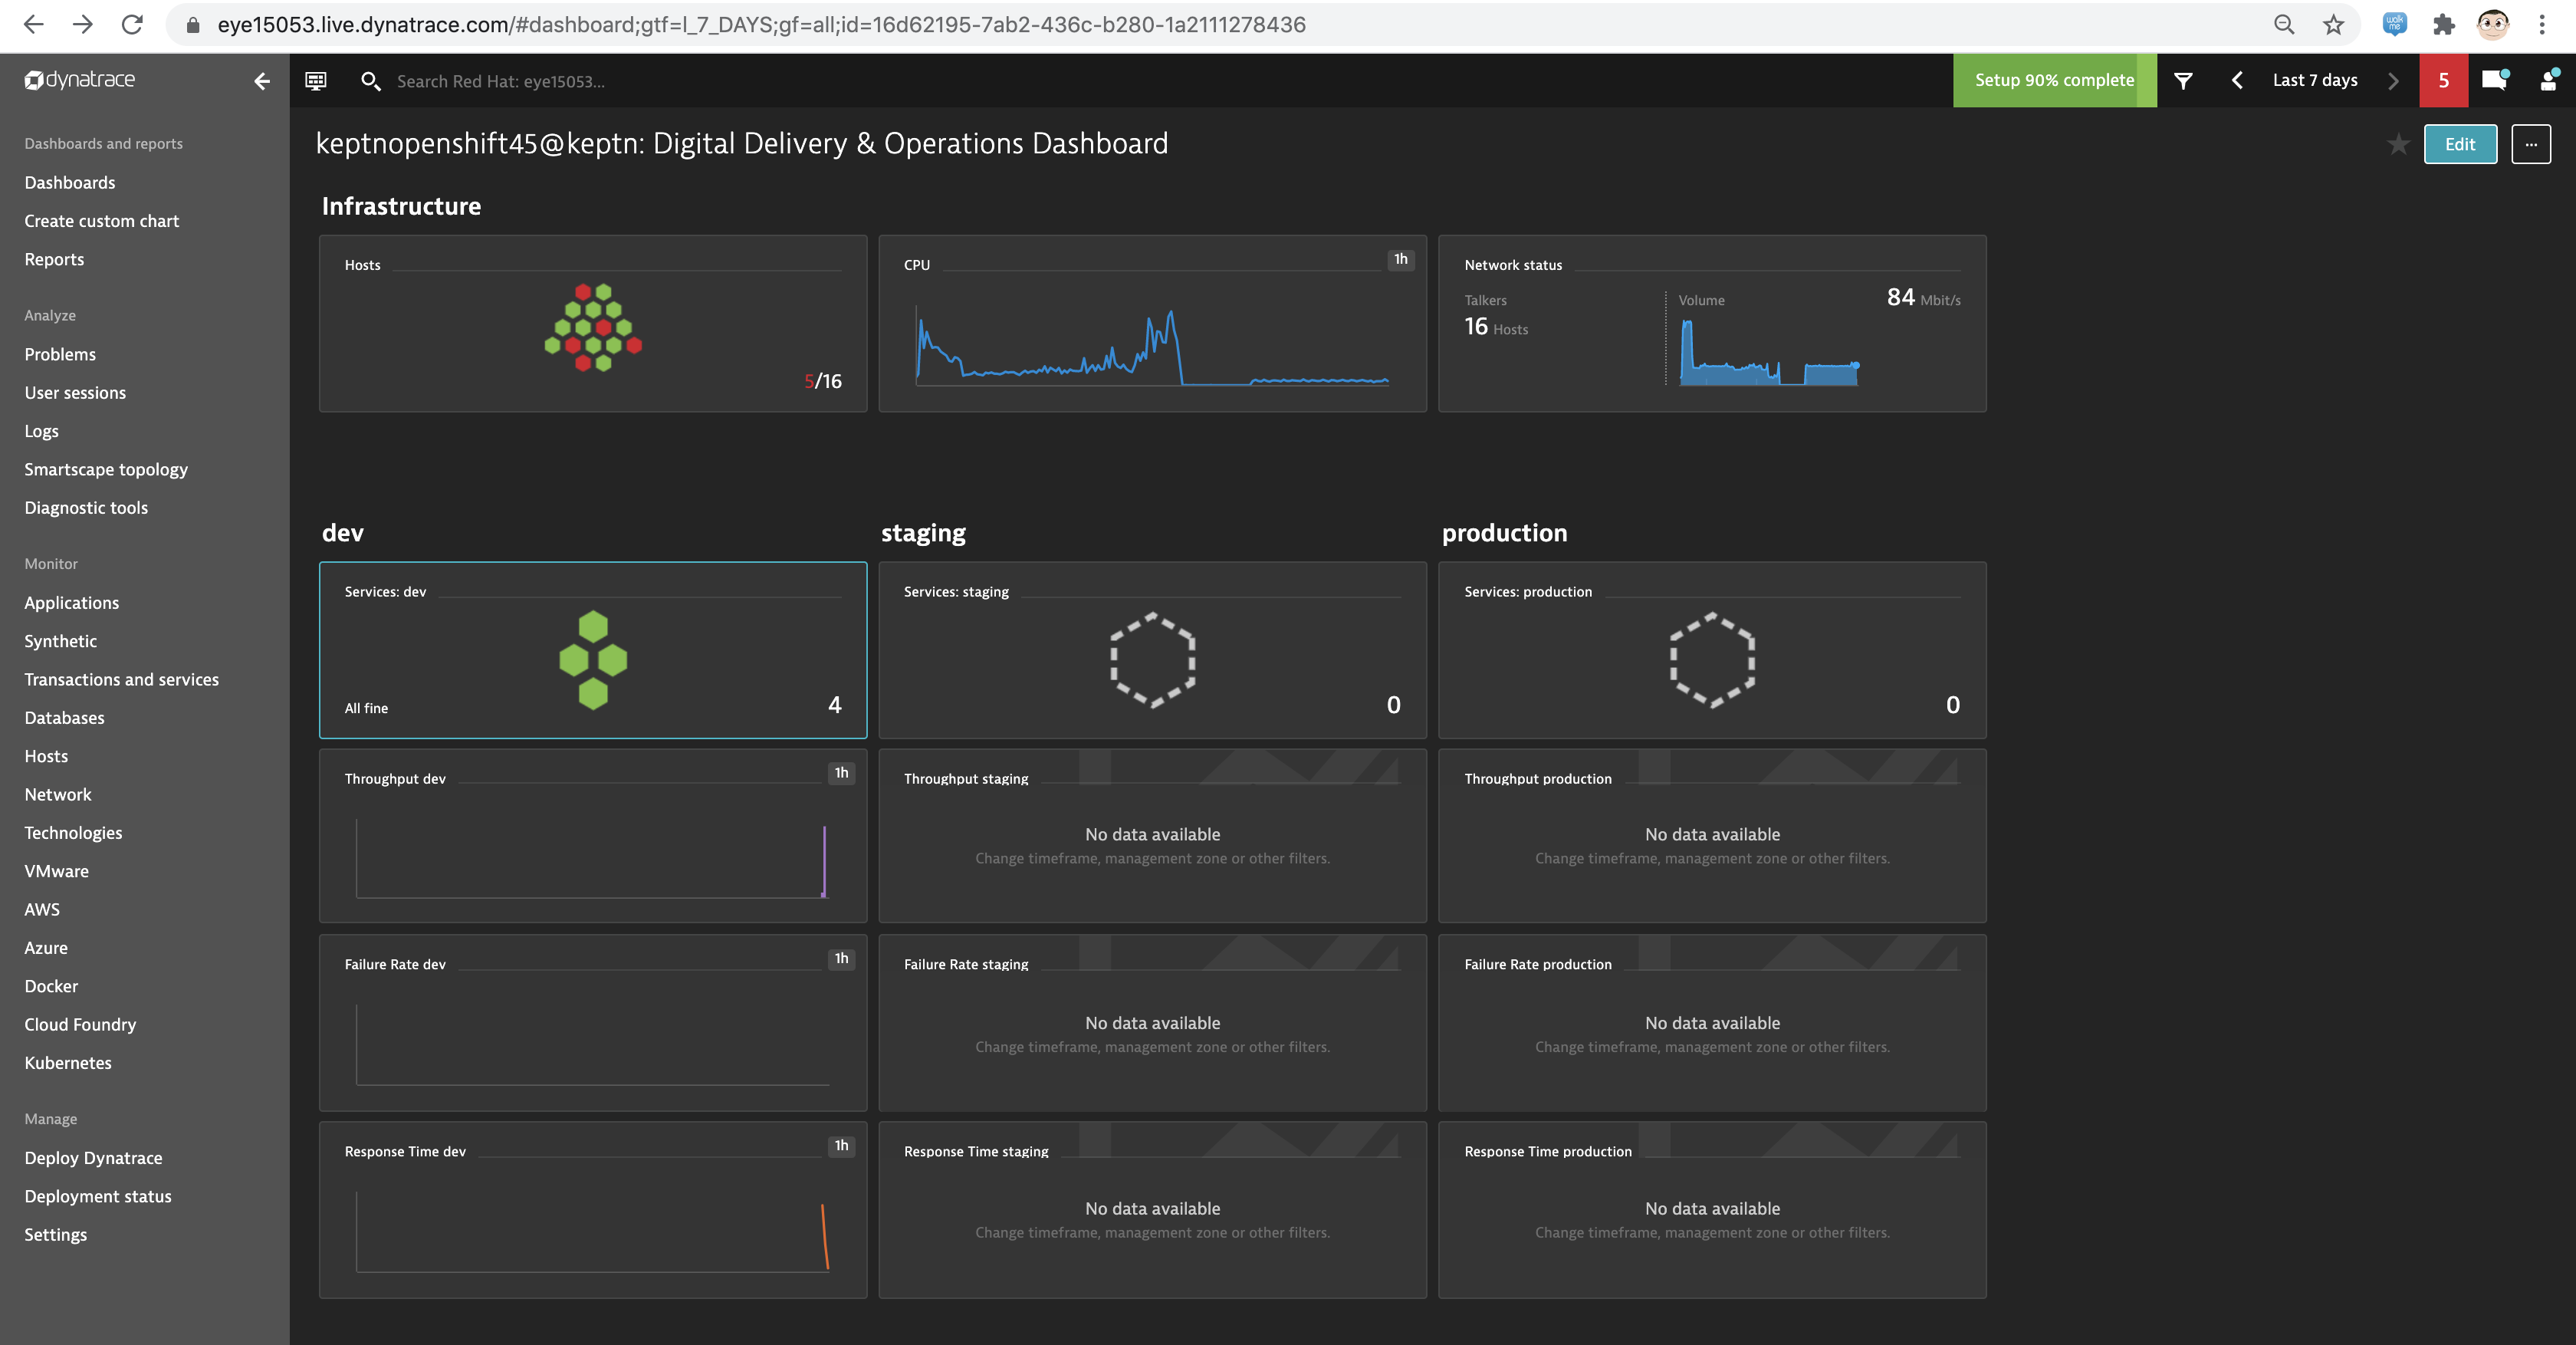 eye15053.live.dynatrace.com/#dashboard;gtf=l_7_DAYS;gf=all;id=16d62195-7ab2-436c-b280-1a2111278436
walk me
dynatrace
Search Red Hat: eye15053...
Setup 90% complete
Last 7 days
5
Dashboards and reports
Dashboards
Create custom chart
Reports
Analyze
Problems
User sessions
Logs
Smartscape topology
Diagnostic tools
Monitor
Applications
Synthetic
Transactions and services
Databases
Hosts
Network
Technologies
VMware
AWS
Azure
Docker
Cloud Foundry
Kubernetes
Manage
Deploy Dynatrace
Deployment status
Settings
keptnopenshift45@keptn: Digital Delivery & Operations Dashboard
Edit
...
Infrastructure
Hosts
5/16
CPU
1h
Network status
Talkers
16 Hosts
Volume
84 Mbit/s
dev
staging
production
Services: dev
All fine
4
Services: staging
0
Services: production
0
Throughput dev
1h
Throughput staging
No data available
Change timeframe, management zone or other filters.
Throughput production
No data available
Change timeframe, management zone or other filters.
Failure Rate dev
1h
Failure Rate staging
No data available
Change timeframe, management zone or other filters.
Failure Rate production
No data available
Change timeframe, management zone or other filters.
Response Time dev
1h
Response Time staging
No data available
Change timeframe, management zone or other filters.
Response Time production
No data available
Change timeframe, management zone or other filters.